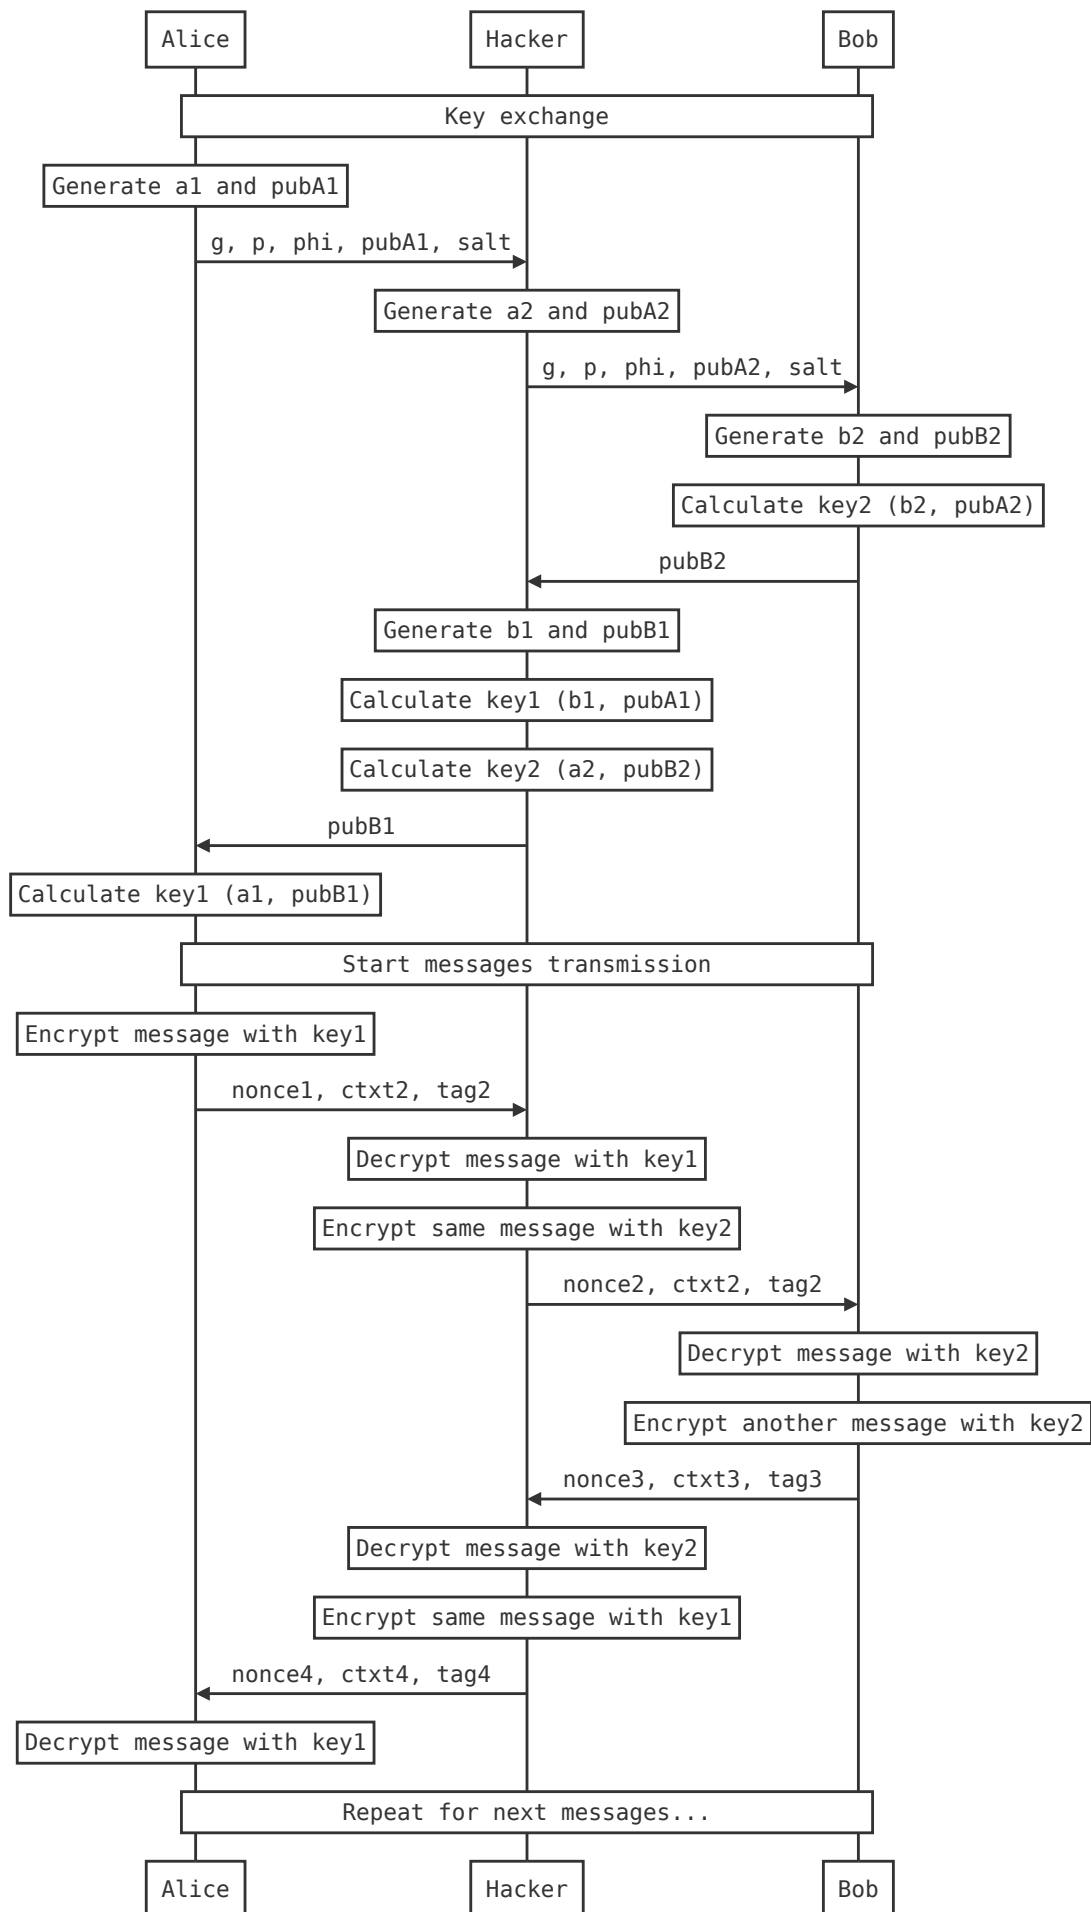 Alice
Hacker
Bob
Key exchange
Generate a1 and pubA1
g, p, phi, pubA1, salt
Generate a2 and pubA2
g, p, phi, pubA2, salt
Generate b2 and pubB2
Calculate key2 (b2, pubA2)
pubB2
Generate b1 and pubB1
Calculate key1 (b1, pubA1)
Calculate key2 (a2, pubB2)
pubB1
Calculate key1 (a1, pubB1)
Start messages transmission
Encrypt message with key1
nonce1, ctxt2, tag2
Decrypt message with key1
Encrypt same message with key2
nonce2, ctxt2, tag2
Decrypt message with key2
Encrypt another message with key2
nonce3, ctxt3, tag3
Decrypt message with key2
Encrypt same message with key1
nonce4, ctxt4, tag4
Decrypt message with key1
Repeat for next messages...
Alice
Hacker
Bob